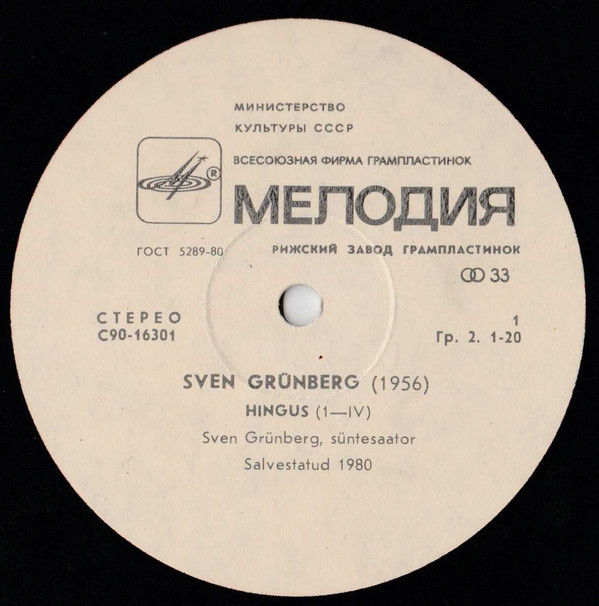 МИНИСТЕРСТВО
КУЛЬТУРЫ СССР
ВСЕСОЮЗНАЯ ФИРМА ГРАМПЛАСТИНОК
® МЕЛОДИЯ
ГОСТ 5289-80 РИЖСКИЙ ЗАВОД ГРАМПЛАСТИНОК
33
СТЕРЕО 1
С90-16301 Гр. 2. 1-20
SVEN GRÜNBERG (1956)
HINGUS (1—IV)
Sven Grünberg, süntesaator
Salvestatud 1980